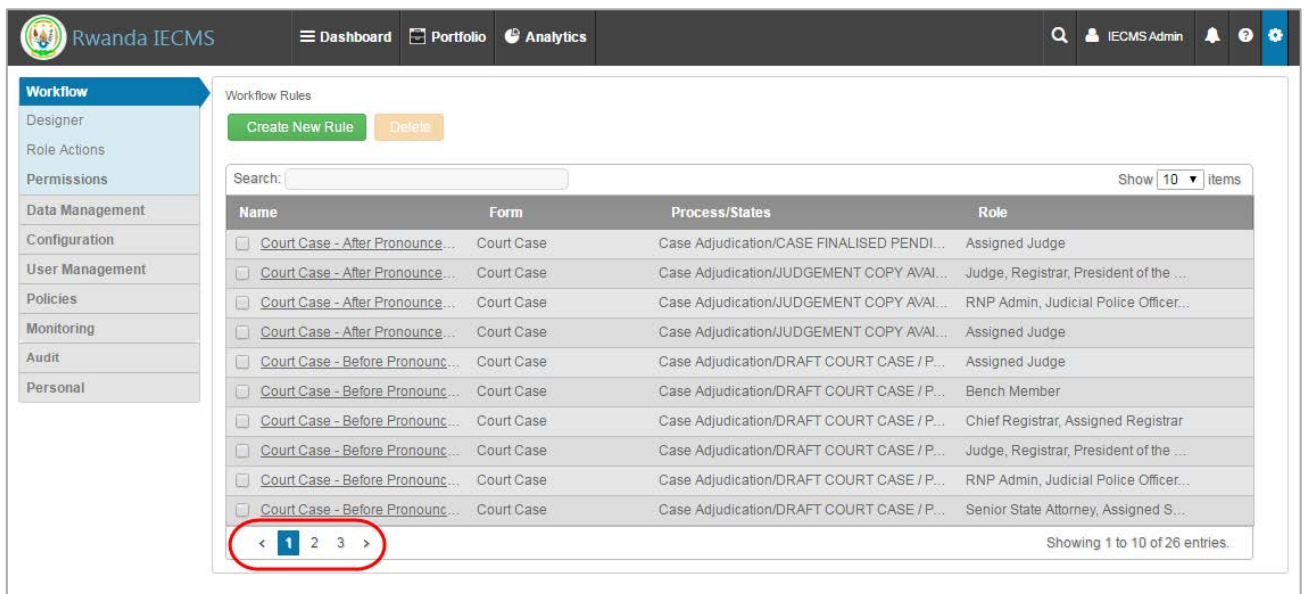 Rwanda IECMS Dashboard Portfolio Analytics IECMS Admin
Workflow
Designer
Role Actions
Permissions
Data Management
Configuration
User Management
Policies
Monitoring
Audit
Personal
Workflow Rules
Create New Rule Delete
Search: Show 10 items
Name Form Process/States Role
Court Case - After Pronounce... Court Case Case Adjudication/CASE FINALISED PENDI... Assigned Judge
Court Case - After Pronounce... Court Case Case Adjudication/JUDGEMENT COPY AVAI... Judge, Registrar, President of the ...
Court Case - After Pronounce... Court Case Case Adjudication/JUDGEMENT COPY AVAI... RNP Admin, Judicial Police Officer...
Court Case - After Pronounce... Court Case Case Adjudication/JUDGEMENT COPY AVAI... Assigned Judge
Court Case - Before Pronounc... Court Case Case Adjudication/DRAFT COURT CASE / P... Assigned Judge
Court Case - Before Pronounc... Court Case Case Adjudication/DRAFT COURT CASE / P... Bench Member
Court Case - Before Pronounc... Court Case Case Adjudication/DRAFT COURT CASE / P... Chief Registrar, Assigned Registrar
Court Case - Before Pronounc... Court Case Case Adjudication/DRAFT COURT CASE / P... Judge, Registrar, President of the ...
Court Case - Before Pronounc... Court Case Case Adjudication/DRAFT COURT CASE / P... RNP Admin, Judicial Police Officer...
Court Case - Before Pronounc... Court Case Case Adjudication/DRAFT COURT CASE / P... Senior State Attorney, Assigned S...
< 1 2 3 > Showing 1 to 10 of 26 entries.